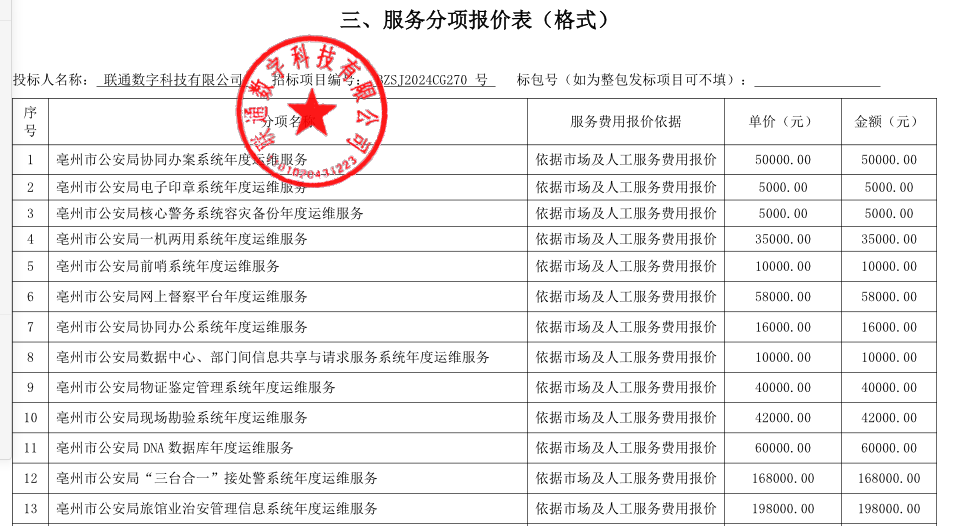 三、服务分项报价表（格式）
投标人名称： 联通数字科技有限公司 招标项目编号： BZSJ2024CG270 号 标包号（如为整包发标项目可不填）：
联通数字科技有限公司
序号 分项名称 服务费用报价依据 单价（元） 金额（元）
1 亳州市公安局协同办案系统年度运维服务 依据市场及人工服务费用报价 50000.00 50000.00
2 亳州市公安局电子印章系统年度运维服务 依据市场及人工服务费用报价 5000.00 5000.00
3 亳州市公安局核心警务系统容灾备份年度运维服务 依据市场及人工服务费用报价 5000.00 5000.00
4 亳州市公安局一机两用系统年度运维服务 依据市场及人工服务费用报价 35000.00 35000.00
5 亳州市公安局前哨系统年度运维服务 依据市场及人工服务费用报价 10000.00 10000.00
6 亳州市公安局网上督察平台年度运维服务 依据市场及人工服务费用报价 58000.00 58000.00
7 亳州市公安局协同办公系统年度运维服务 依据市场及人工服务费用报价 16000.00 16000.00
8 亳州市公安局数据中心、部门间信息共享与请求服务系统年度运维服务 依据市场及人工服务费用报价 10000.00 10000.00
9 亳州市公安局物证鉴定管理系统年度运维服务 依据市场及人工服务费用报价 40000.00 40000.00
10 亳州市公安局现场勘验系统年度运维服务 依据市场及人工服务费用报价 42000.00 42000.00
11 亳州市公安局 DNA 数据库年度运维服务 依据市场及人工服务费用报价 60000.00 60000.00
12 亳州市公安局“三台合一”接处警系统年度运维服务 依据市场及人工服务费用报价 168000.00 168000.00
13 亳州市公安局旅馆业治安管理信息系统年度运维服务 依据市场及人工服务费用报价 198000.00 198000.00